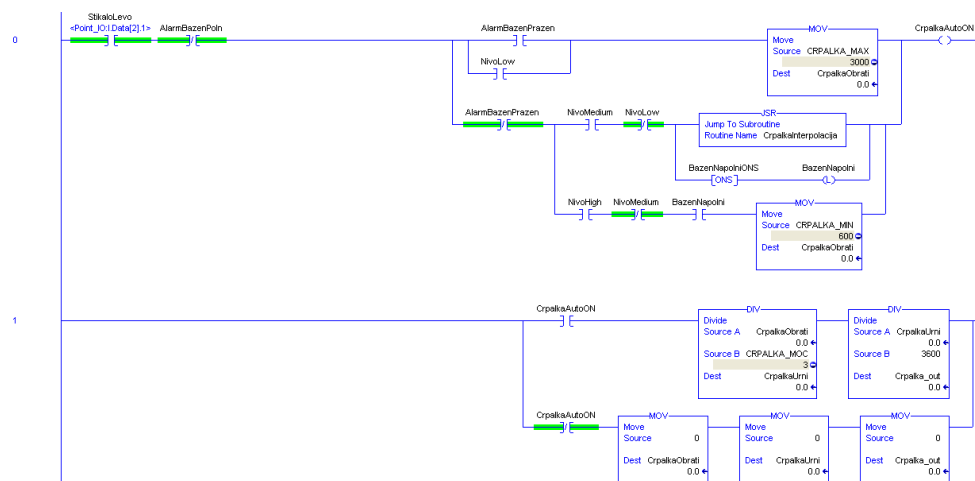 StikaloLevo
<Point_IO:I.Data[2].1>
AlarmBazenPoln
AlarmBazenPrazen
CrpalkaAutoON
0
MOV
Move
Source CRPALKA_MAX
3000
Dest CrpalkaObrati
0.0
NivoLow
AlarmBazenPrazen
NivoMedium
NivoLow
JSR
Jump To Subroutine
Routine Name CrpalkaInterpolacija
BazenNapolniONS
BazenNapolni
ONS
L
NivoHigh
NivoMedium
BazenNapolni
MOV
Move
Source CRPALKA_MIN
600
Dest CrpalkaObrati
0.0
1
CrpalkaAutoON
DIV
Divide
Source A CrpalkaObrati
0.0
Source B CRPALKA_MOC
3
Dest CrpalkaUrni
0.0
DIV
Divide
Source A CrpalkaUrni
0.0
Source B 3600
Dest Crpalka_out
0.0
CrpalkaAutoON
MOV
Move
Source 0
Dest CrpalkaObrati
0.0
MOV
Move
Source 0
Dest CrpalkaUrni
0.0
MOV
Move
Source 0
Dest Crpalka_out
0.0